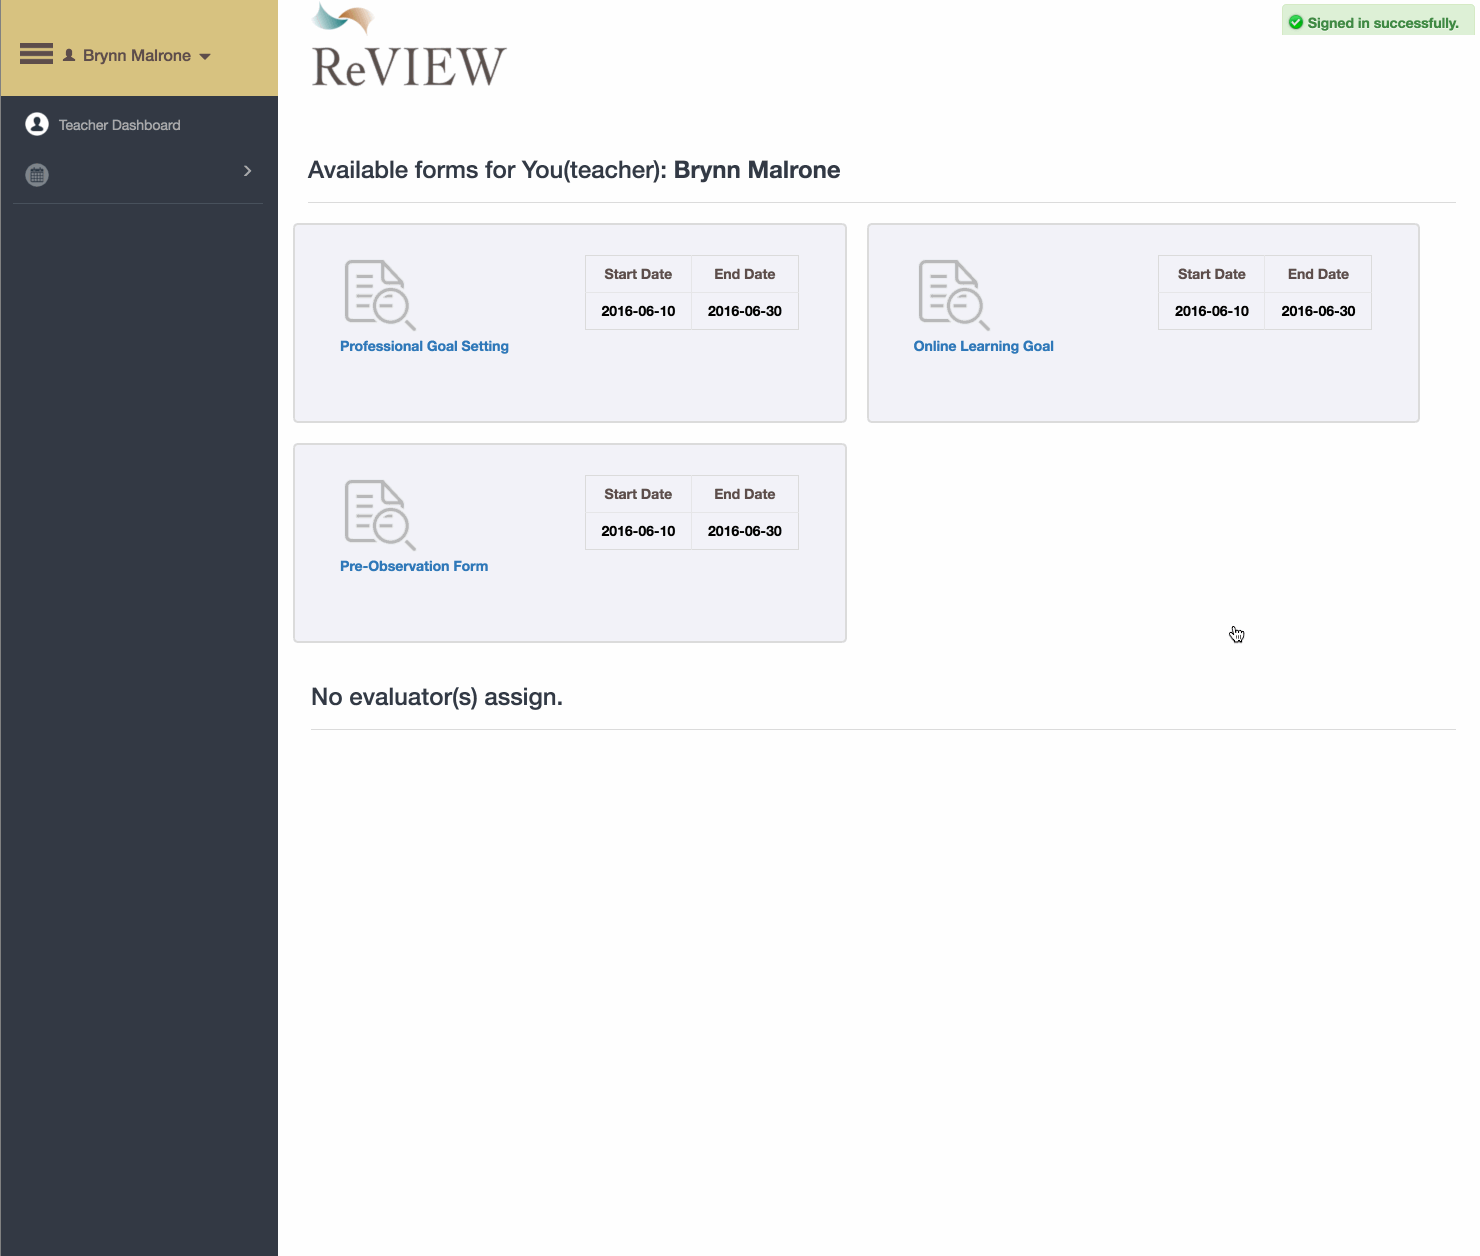 Brynn Malrone
Teacher Dashboard
ReVIEW
Signed in successfully.
Available forms for You(teacher): Brynn Malrone
Start Date End Date
2016-06-10 2016-06-30
Professional Goal Setting
Start Date End Date
2016-06-10 2016-06-30
Online Learning Goal
Start Date End Date
2016-06-10 2016-06-30
Pre-Observation Form
No evaluator(s) assign.